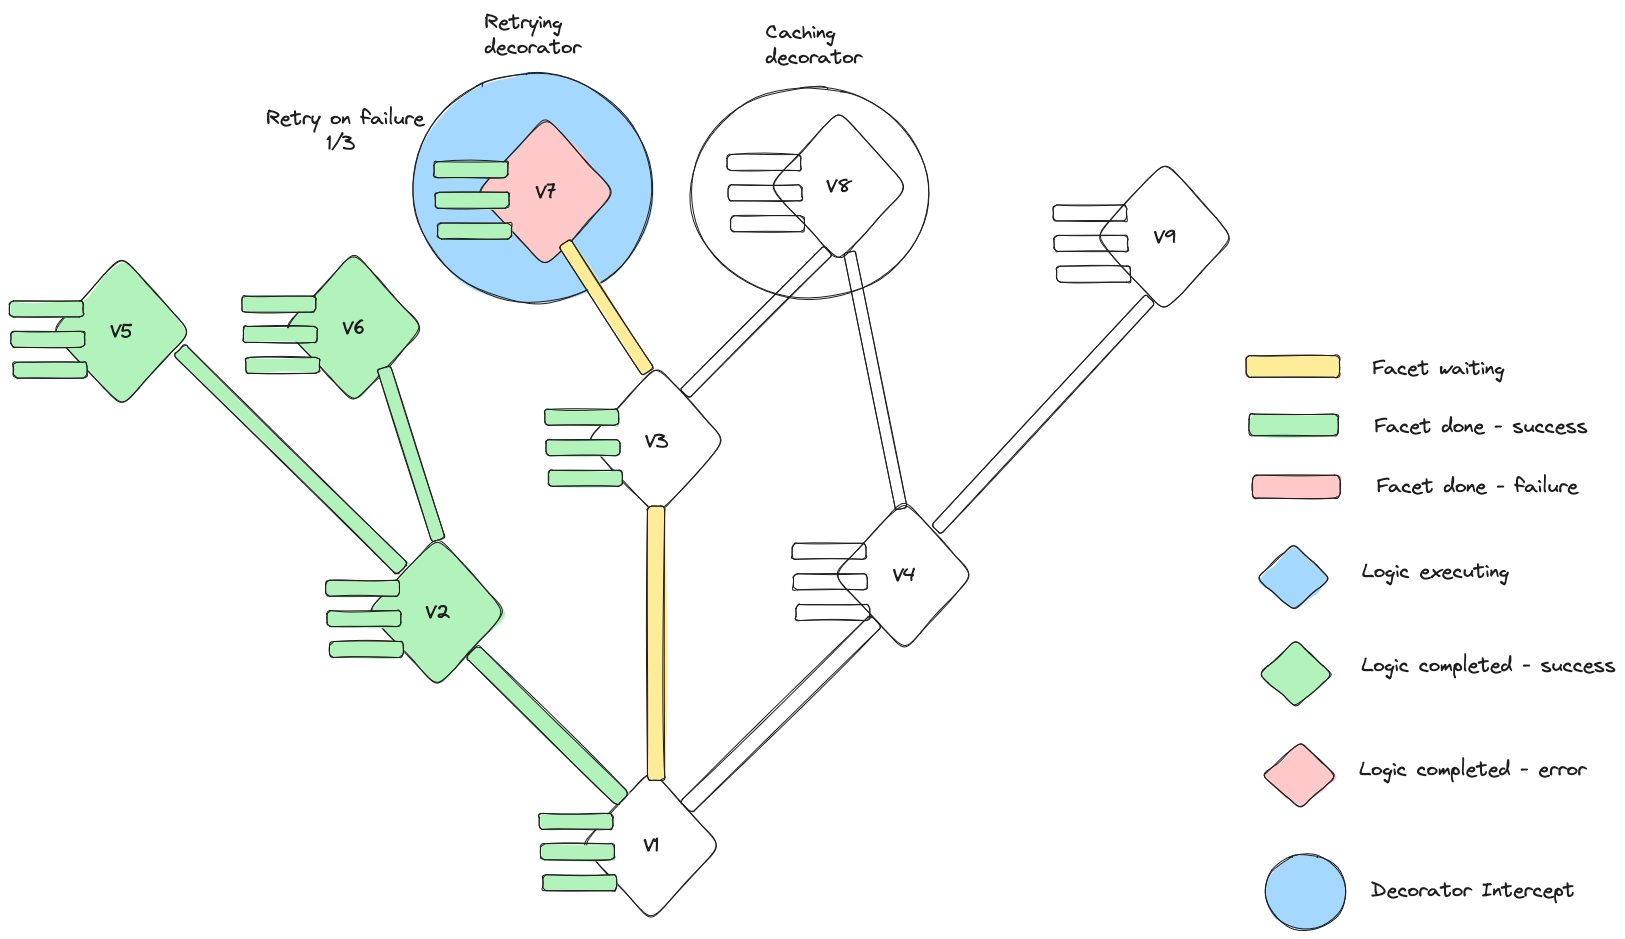 Retrying
decorator
Caching
decorator
Retry on failure
1/3
V7
V8
V9
V5
V6
V3
V2
V4
V1
Facet waiting
Facet done - success
Facet done - failure
Logic executing
Logic completed - success
Logic completed - error
Decorator Intercept